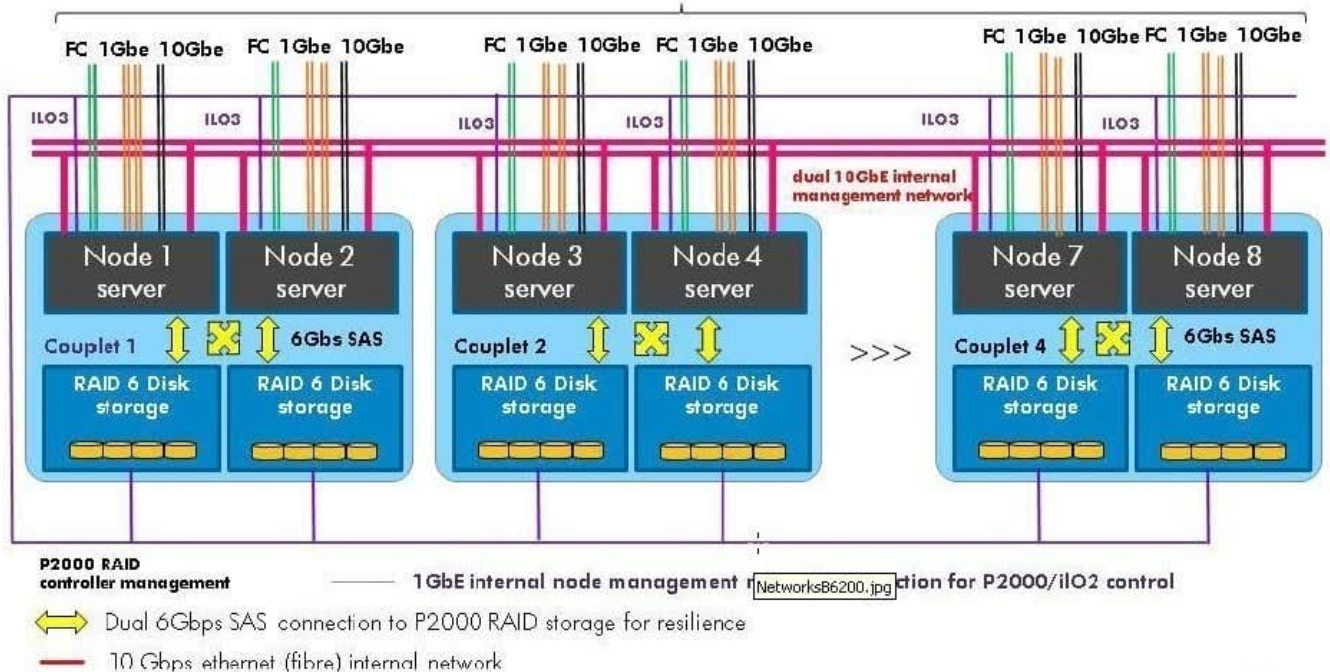 FC 1Gbe 10Gbe FC 1Gbe 10Gbe FC 1Gbe 10Gbe FC 1Gbe 10Gbe FC 1Gbe 10Gbe FC 1Gbe 10Gbe
ILO3 ILO3 ILO3 ILO3 ILO3 ILO3
dual 10GbE internal
management network
Node 1
server
Node 2
server
Node 3
server
Node 4
server
Node 7
server
Node 8
server
Couplet 1
6Gbs SAS
Couplet 2
>>>
Couplet 4
6Gbs SAS
RAID 6 Disk
storage
RAID 6 Disk
storage
RAID 6 Disk
storage
RAID 6 Disk
storage
RAID 6 Disk
storage
RAID 6 Disk
storage
P2000 RAID
controller management
1GbE internal node management NetworksB6200.jpg ction for P2000/ilO2 control
Dual 6Gbps SAS connection to P2000 RAID storage for resilience
10 Gbps ethernet (fibre) internal network